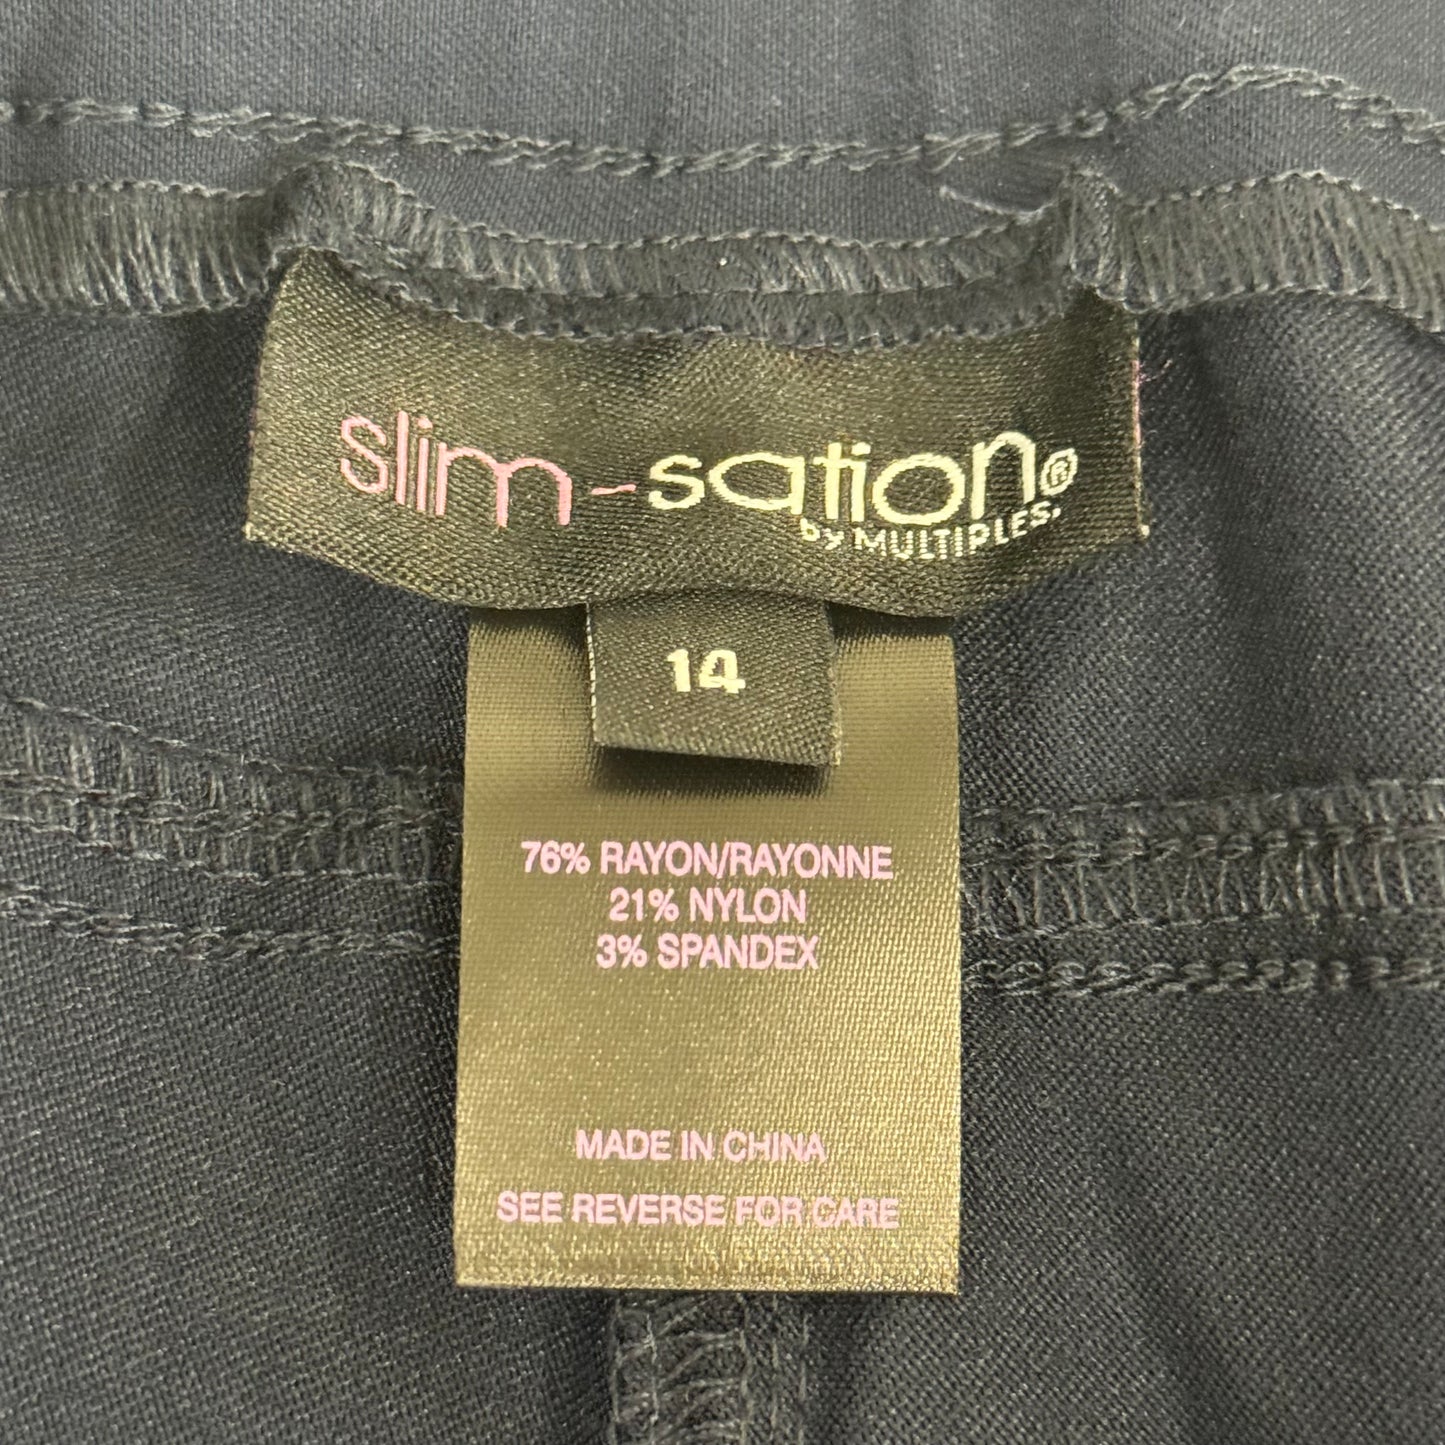 slim-sation®
by MULTIPLES.
14
76% RAYON/RAYONNE
21% NYLON
3% SPANDEX
MADE IN CHINA
SEE REVERSE FOR CARE